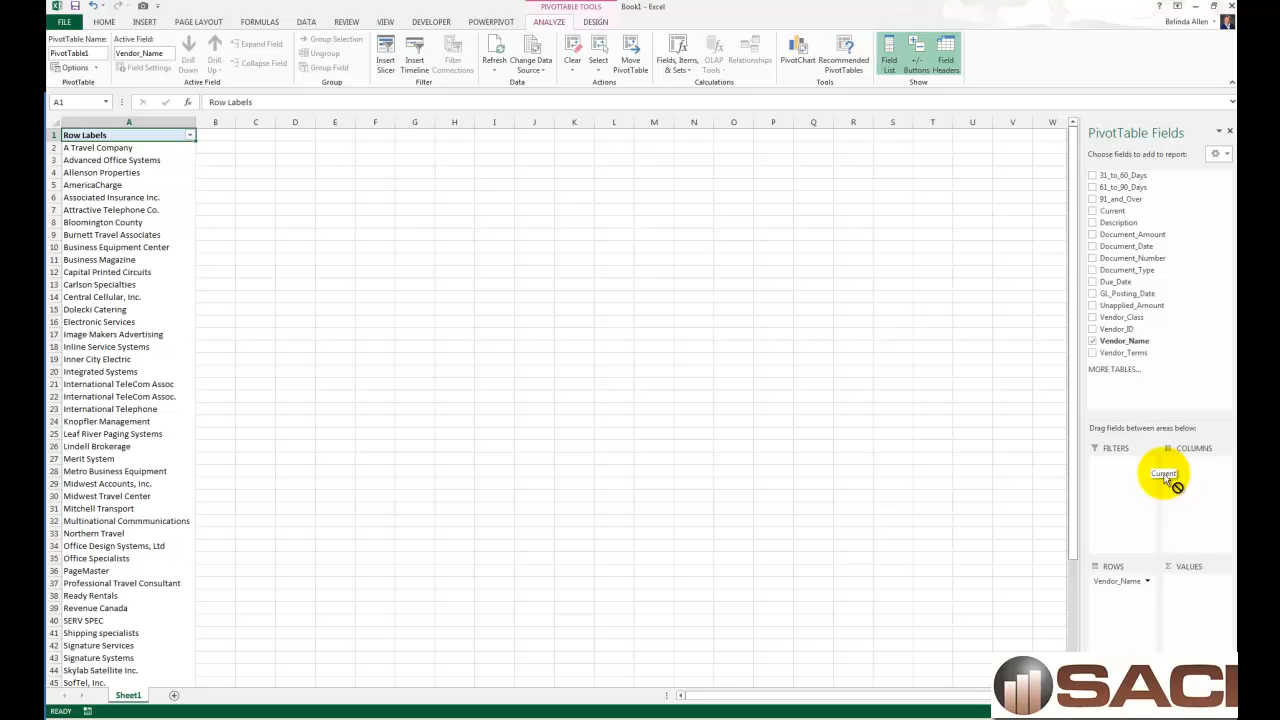 PIVOTTABLE TOOLS
Book1 - Excel
FILE HOME INSERT PAGE LAYOUT FORMULAS DATA REVIEW VIEW DEVELOPER POWERPIVOT ANALYZE DESIGN
Belinda Allen
PivotTable Name:
PivotTable1
Options
PivotTable
Active Field:
Vendor_Name
Field Settings
Drill Down
Drill Up
Expand Field
Collapse Field
Active Field
Group Selection
Ungroup
Group Field
Group
Insert Slicer
Insert Timeline
Filter Connections
Filter
Refresh
Change Data Source
Data
Clear
Select
Move PivotTable
Actions
Fields, Items, & Sets
OLAP Tools
Relationships
Calculations
PivotChart
Recommended PivotTables
Tools
Field List
+/- Buttons
Field Headers
Show
A1
fx
Row Labels
A B C D E F G H I J K L M N O P Q R S T U V W
1 Row Labels
2 A Travel Company
3 Advanced Office Systems
4 Allenson Properties
5 AmericaCharge
6 Associated Insurance Inc.
7 Attractive Telephone Co.
8 Bloomington County
9 Burnett Travel Associates
10 Business Equipment Center
11 Business Magazine
12 Capital Printed Circuits
13 Carlson Specialties
14 Central Cellular, Inc.
15 Dolecki Catering
16 Electronic Services
17 Image Makers Advertising
18 Inline Service Systems
19 Inner City Electric
20 Integrated Systems
21 International TeleCom Assoc
22 International TeleCom Assoc.
23 International Telephone
24 Knopfler Management
25 Leaf River Paging Systems
26 Lindell Brokerage
27 Merit System
28 Metro Business Equipment
29 Midwest Accounts, Inc.
30 Midwest Travel Center
31 Mitchell Transport
32 Multinational Communications
33 Northern Travel
34 Office Design Systems, Ltd
35 Office Specialists
36 PageMaster
37 Professional Travel Consultant
38 Ready Rentals
39 Revenue Canada
40 SERV SPEC
41 Shipping specialists
42 Signature Services
43 Signature Systems
44 Skylab Satellite Inc.
45 SofTel, Inc.
Sheet1
READY
PivotTable Fields
Choose fields to add to report:
31_to_60_Days
61_to_90_Days
91_and_Over
Current
Description
Document_Amount
Document_Date
Document_Number
Document_Type
Due_Date
GL_Posting_Date
Unapplied_Amount
Vendor_Class
Vendor_ID
Vendor_Name
Vendor_Terms
MORE TABLES...
Drag fields between areas below:
FILTERS
COLUMNS
Current
ROWS
Σ VALUES
Vendor_Name